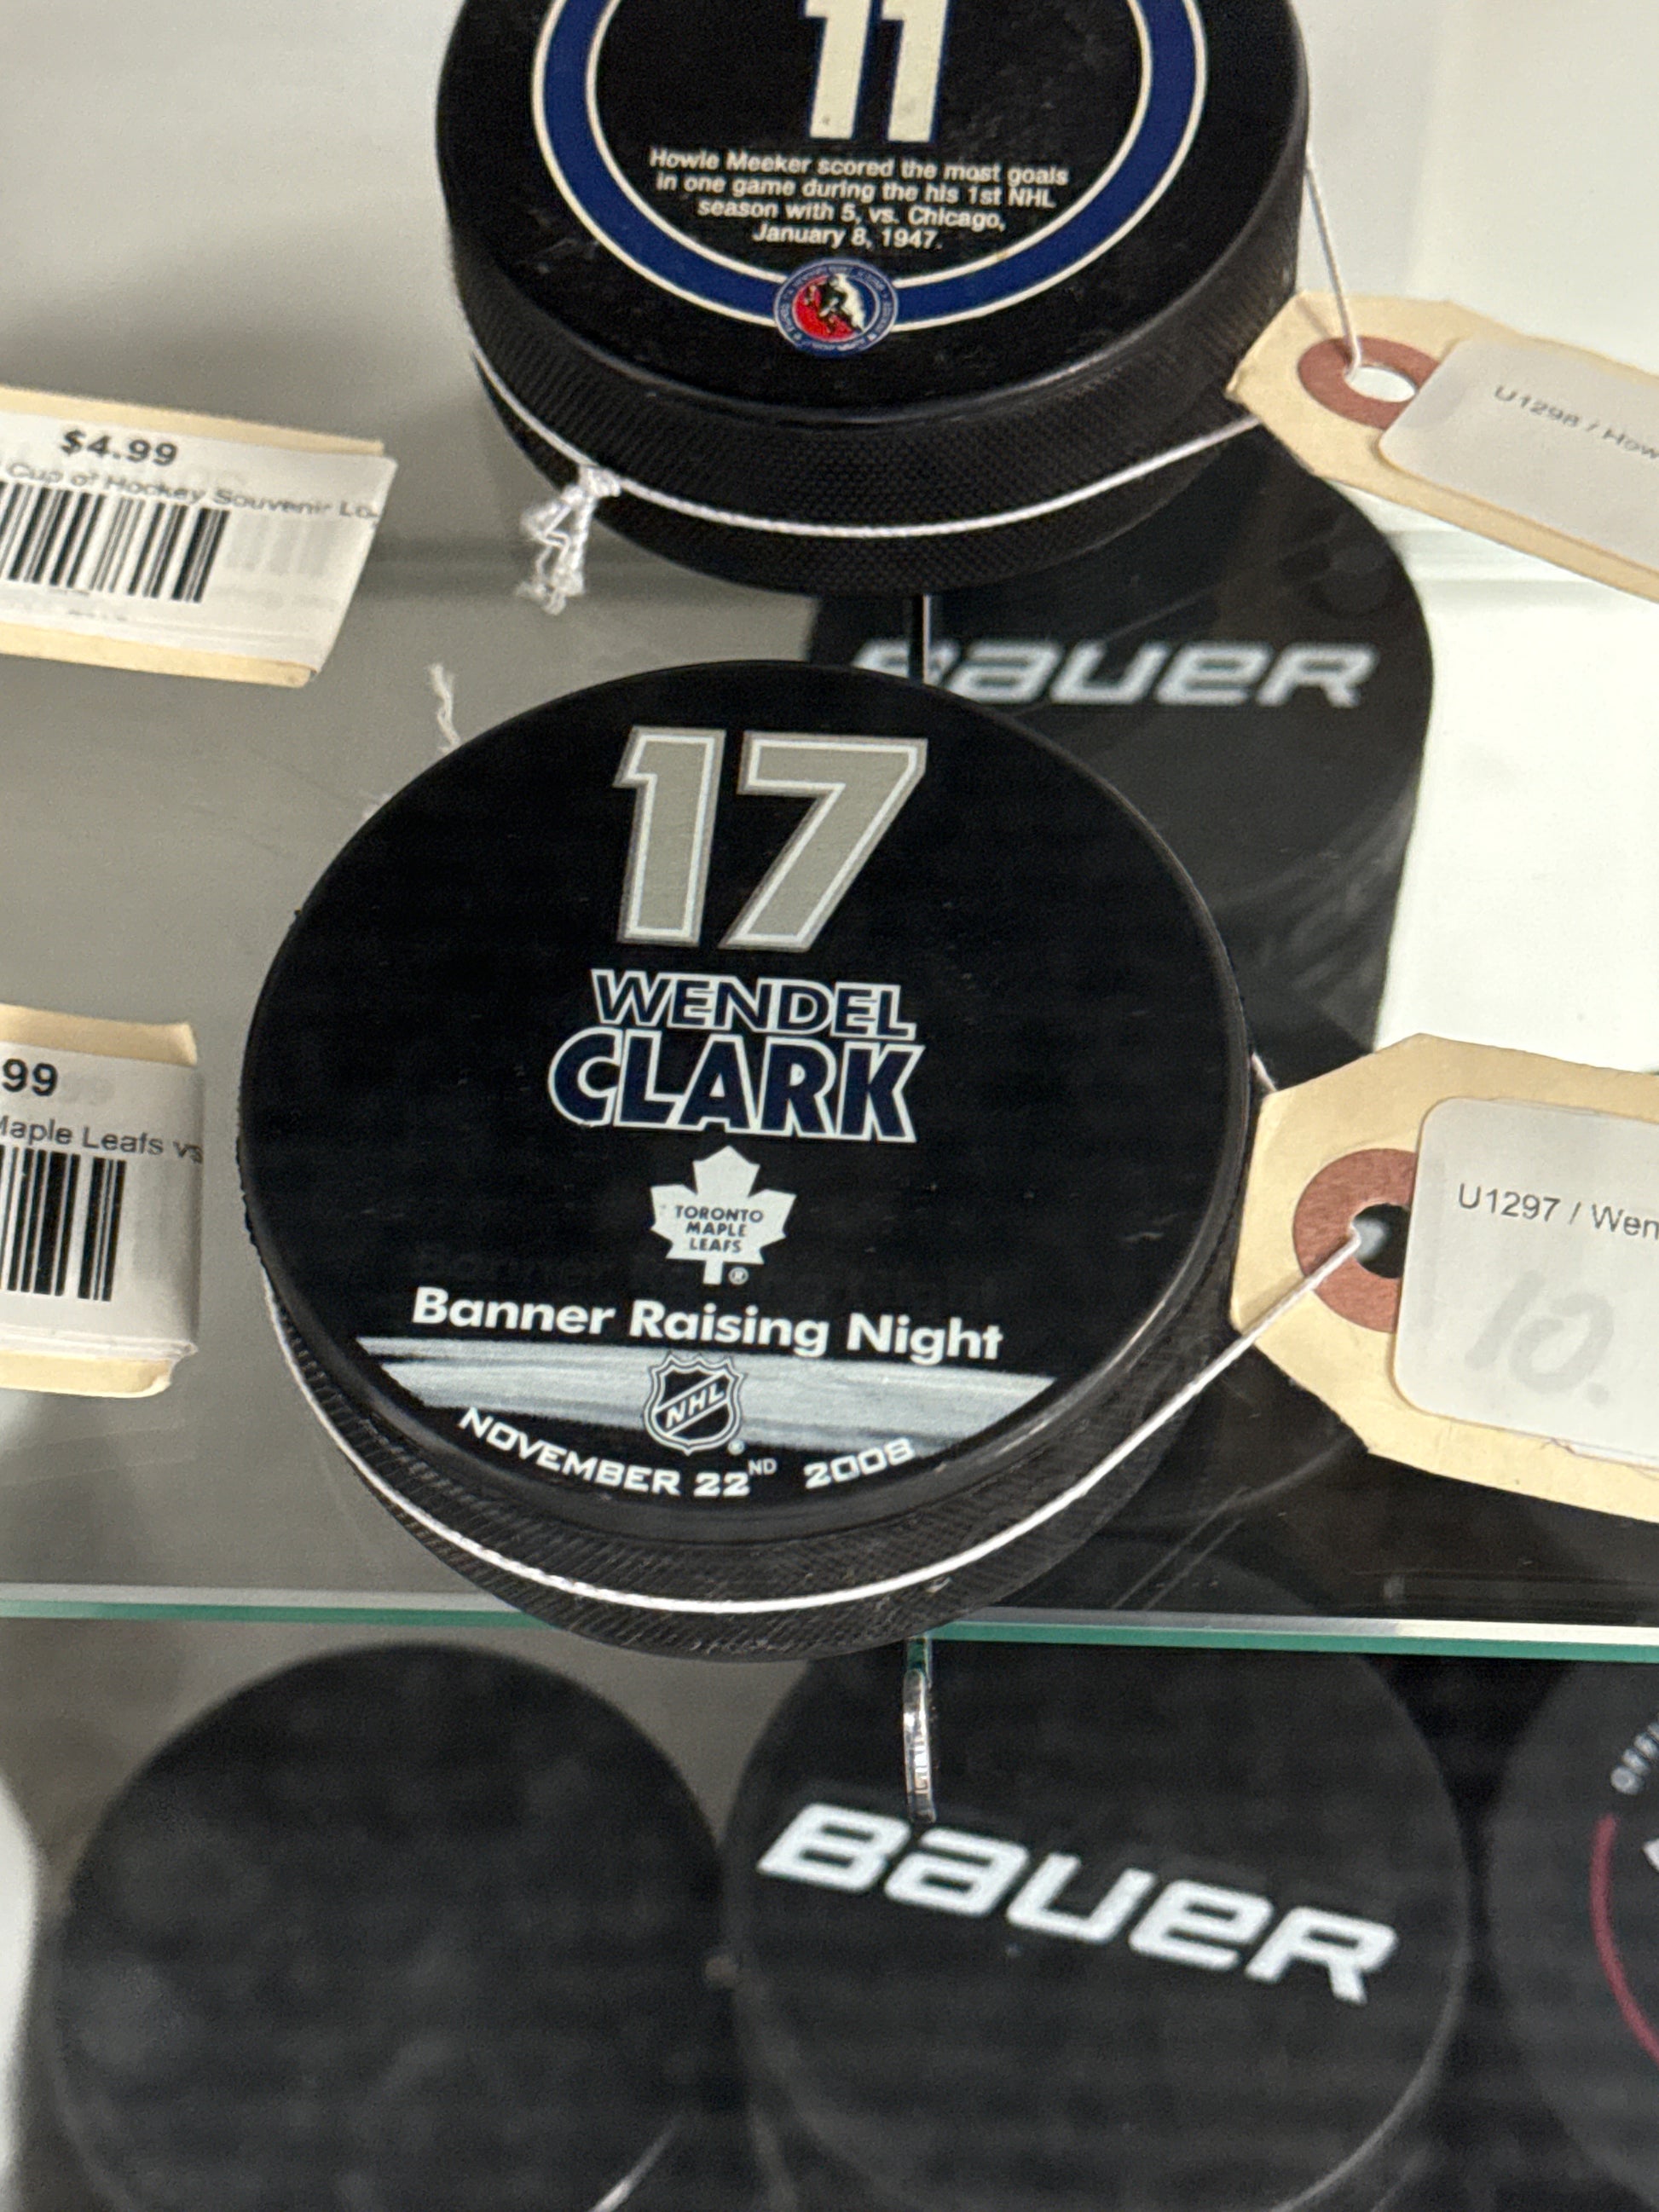 11
Howie Meeker scored the most goals
in one game during the his 1st NHL
season with 5, vs. Chicago,
January 8, 1947.
U1298 / How
$4.99
Cup of Hockey Souvenir Lo
BAUER
17
WENDEL
CLARK
TORONTO
MAPLE
LEAFS
®
Banner Raising Night
NHL
®
NOVEMBER 22ND 2008
99
Maple Leafs vs
U1297 / Wen
10.
BAUER